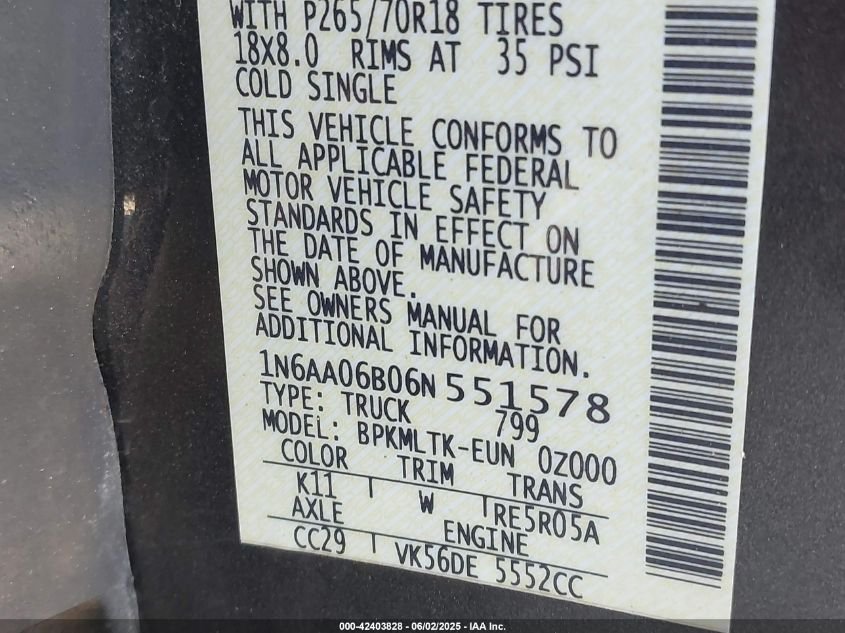 WITH P265/70R18 TIRES
18X8.0 RIMS AT 35 PSI
COLD SINGLE
THIS VEHICLE CONFORMS TO
ALL APPLICABLE FEDERAL
MOTOR VEHICLE SAFETY
STANDARDS IN EFFECT ON
THE DATE OF MANUFACTURE
SHOWN ABOVE.
SEE OWNERS MANUAL FOR
ADDITIONAL INFORMATION.
1N6AA06B06N551578
TYPE: TRUCK 799
MODEL: BPKMLTK-EUN 0Z000
COLOR TRIM TRANS
K11 W RE5R05A
AXLE ENGINE
CC29 VK56DE 5552CC
000-42403828 - 06/02/2025 - IAA Inc.